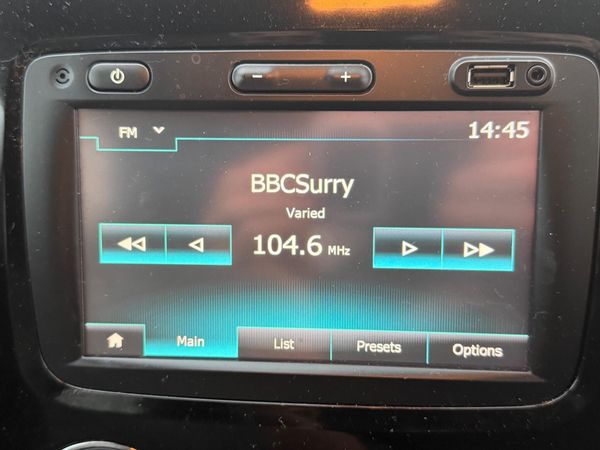 FM
14:45
BBCSurry
Varied
104.6 MHz
Main
List
Presets
Options